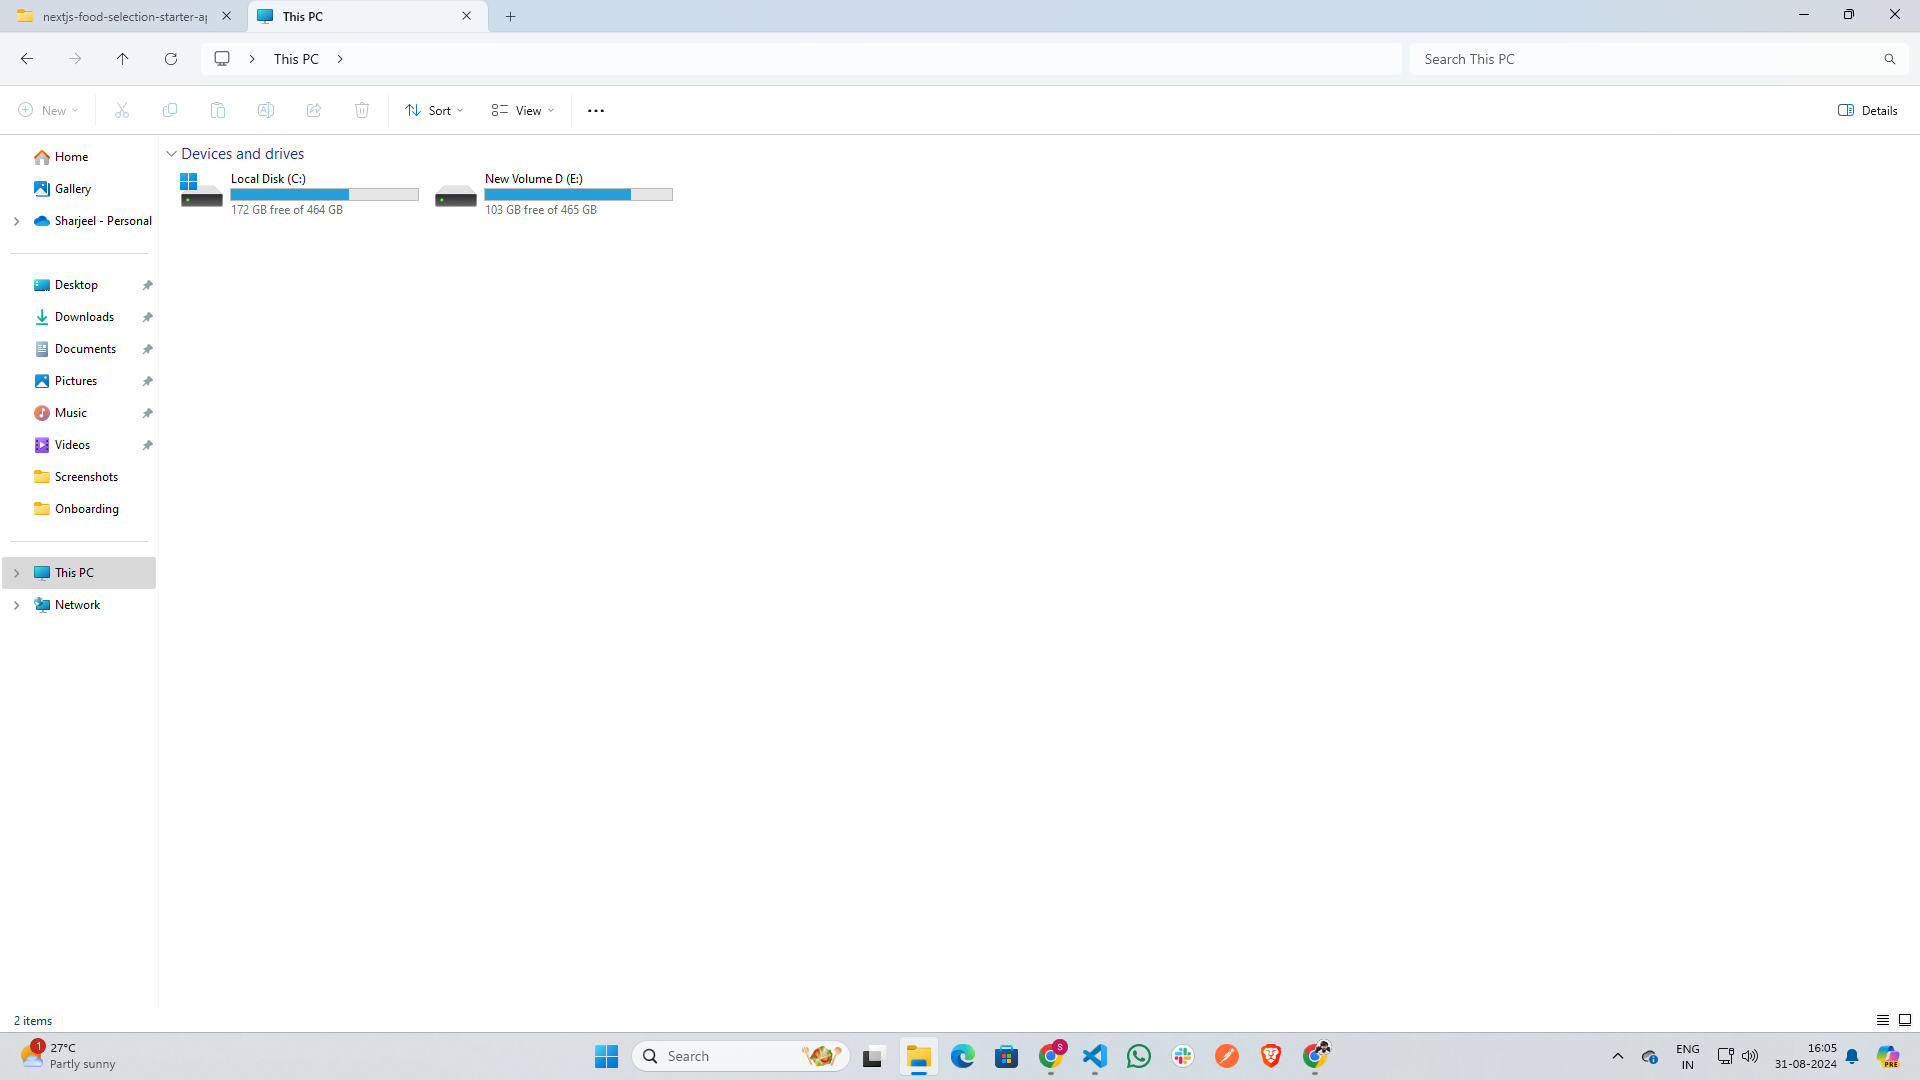 nextjs-food-selection-starter-ap
This PC
This PC
Search This PC
New
Sort
View
Details
Home
Gallery
Sharjeel - Personal
Desktop
Downloads
Documents
Pictures
Music
Videos
Screenshots
Onboarding
This PC
Network
Devices and drives
Local Disk (C:)
172 GB free of 464 GB
New Volume D (E:)
103 GB free of 465 GB
2 items
1
27°C
Partly sunny
Search
S
PRE
ENG
IN
16:05
31-08-2024